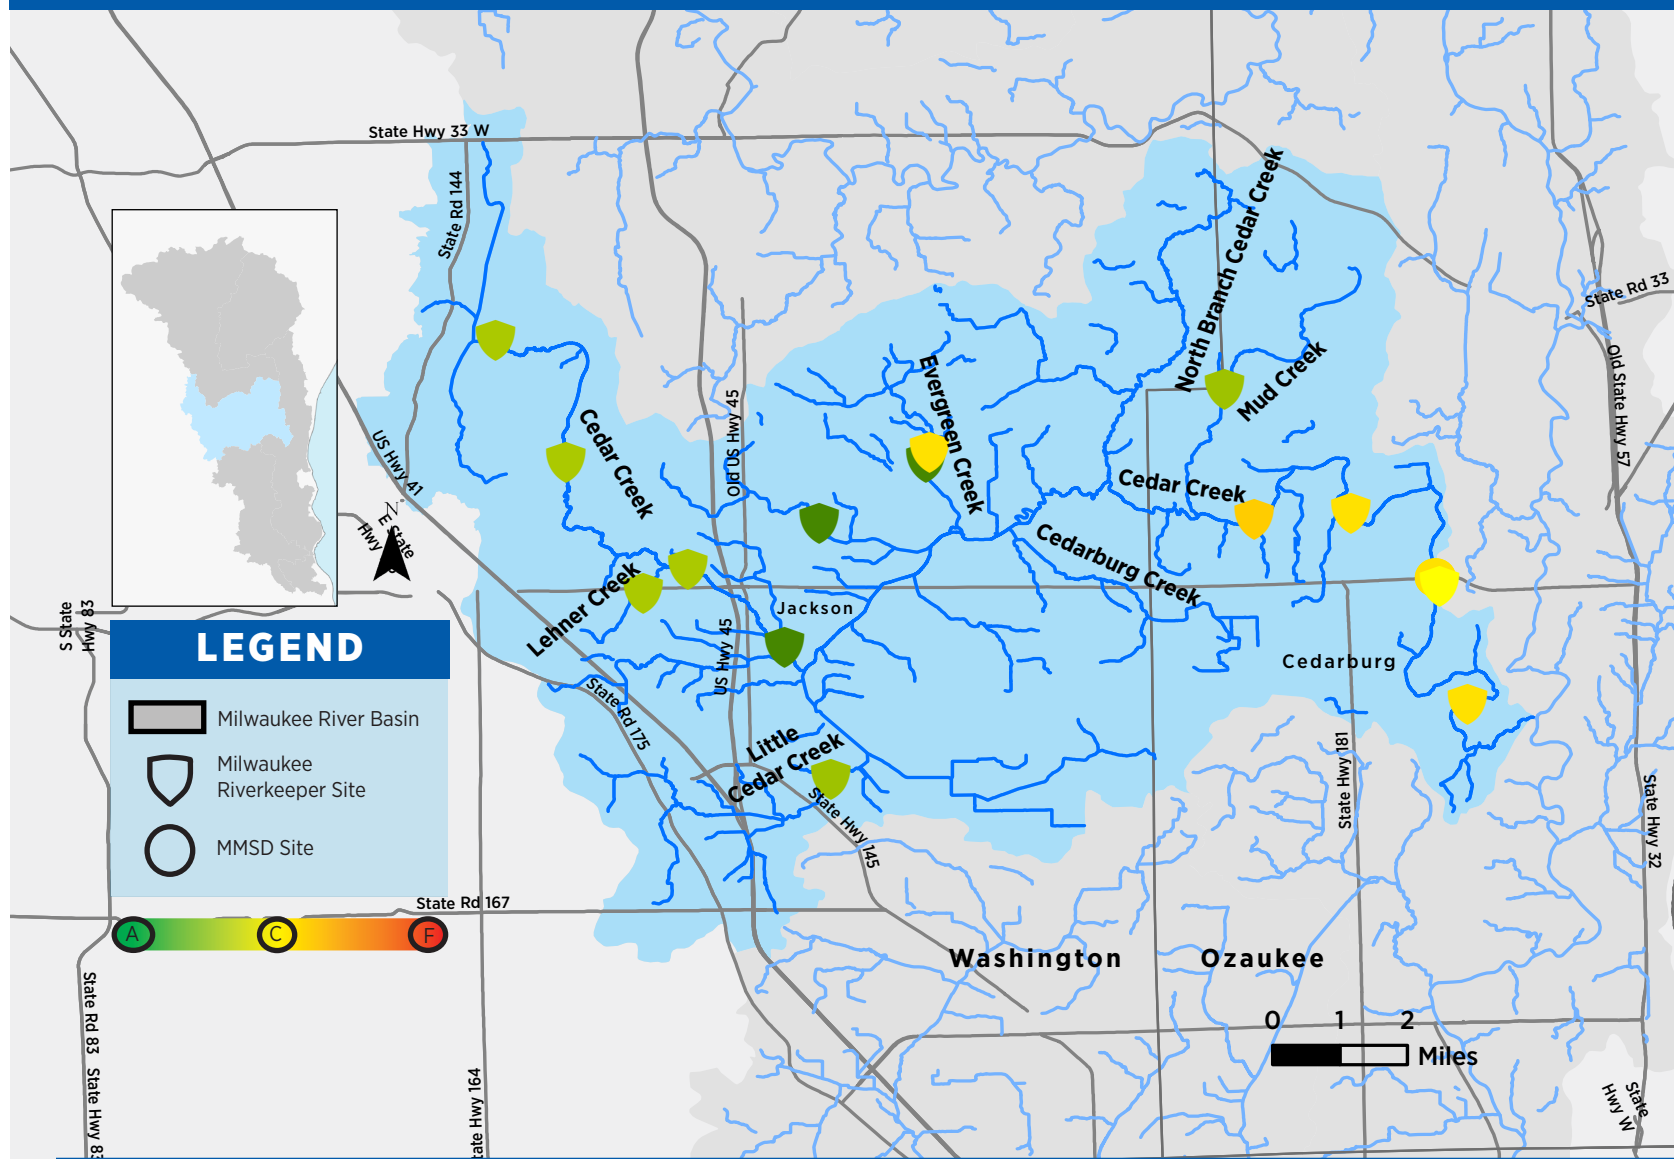 State Hwy 33 W
State Rd 144
North Branch Cedar Creek
State Rd 33
Mud Creek
Old State Hwy 57
Evergreen Creek
Old US Hwy 45
Cedar Creek
US Hwy 41
Cedar Creek
N
E State
Hwy
Cedarburg Creek
Lehner Creek
Jackson
S State
Hwy 83
US Hwy 45
Cedarburg
State Rd 175
Little
Cedar Creek
State Hwy 181
State Hwy 145
State Hwy 32
LEGEND
Milwaukee River Basin
Milwaukee
Riverkeeper Site
MMSD Site
A
C
F
State Rd 167
Washington
Ozaukee
0 1 2
Miles
State Rd 83
State Hwy 83
State Hwy 164
State
Hwy W